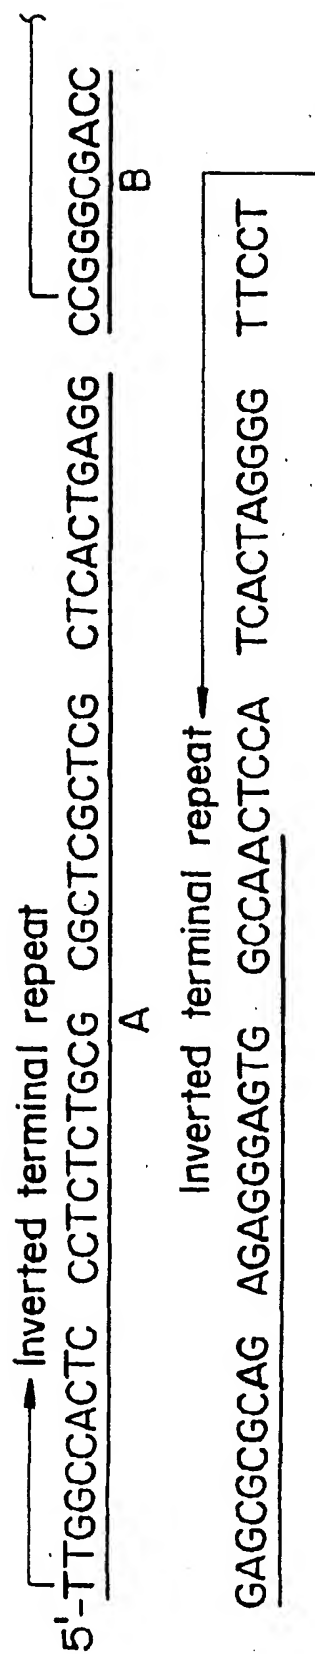 Inverted terminal repeat
5'-TTGGCCACTC CCTCTCTGCG CGCTCGCTCG CTCACTGAGG CCGGGCGACC
A B
Inverted terminal repeat
GAGCGCGCAG AGAGGGAGTG GCCAACTCCA TCACTAGGGG TTCCT